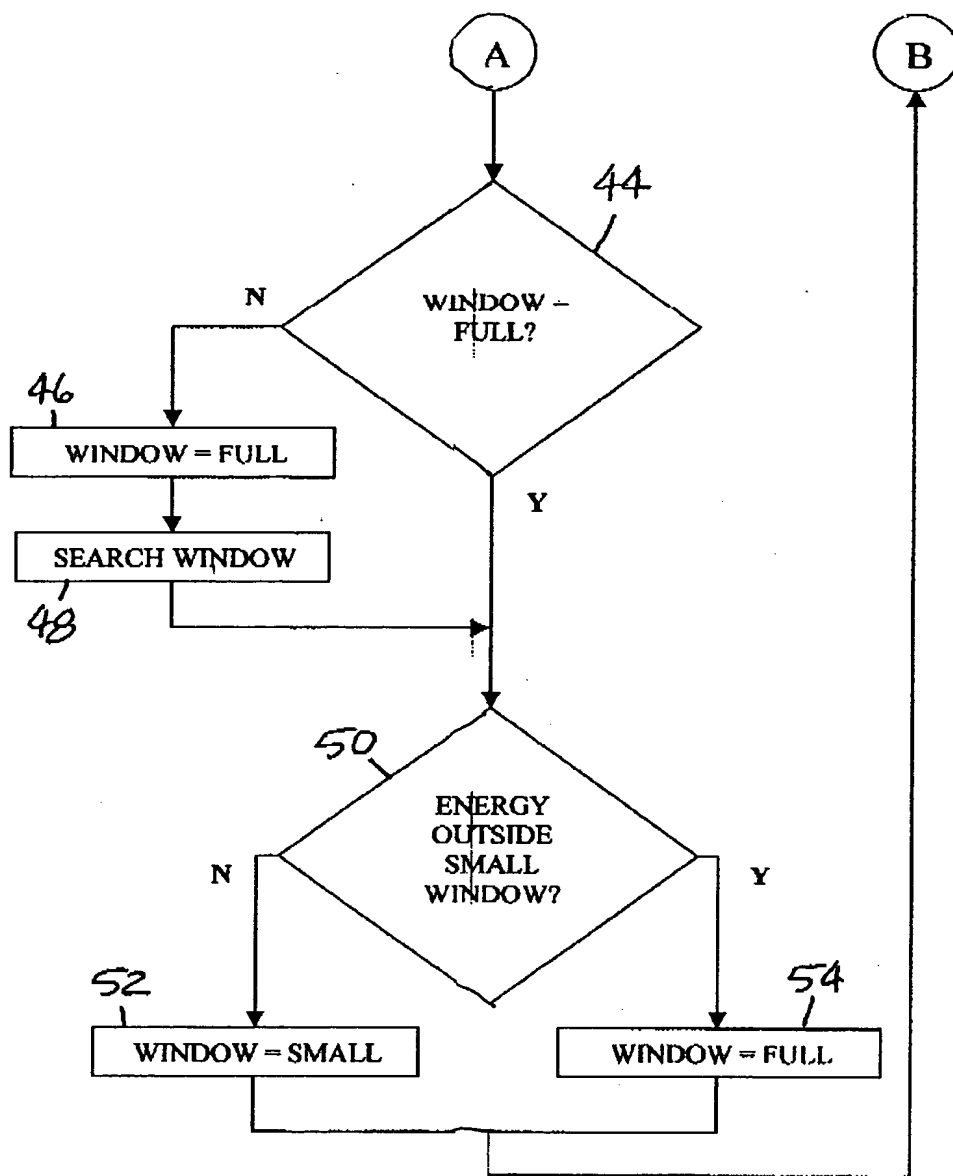 A
B
44
N
WINDOW –
FULL?
46
WINDOW = FULL
Y
SEARCH WINDOW
48
50
ENERGY
OUTSIDE
SMALL
WINDOW?
N
Y
52
54
WINDOW = SMALL
WINDOW = FULL